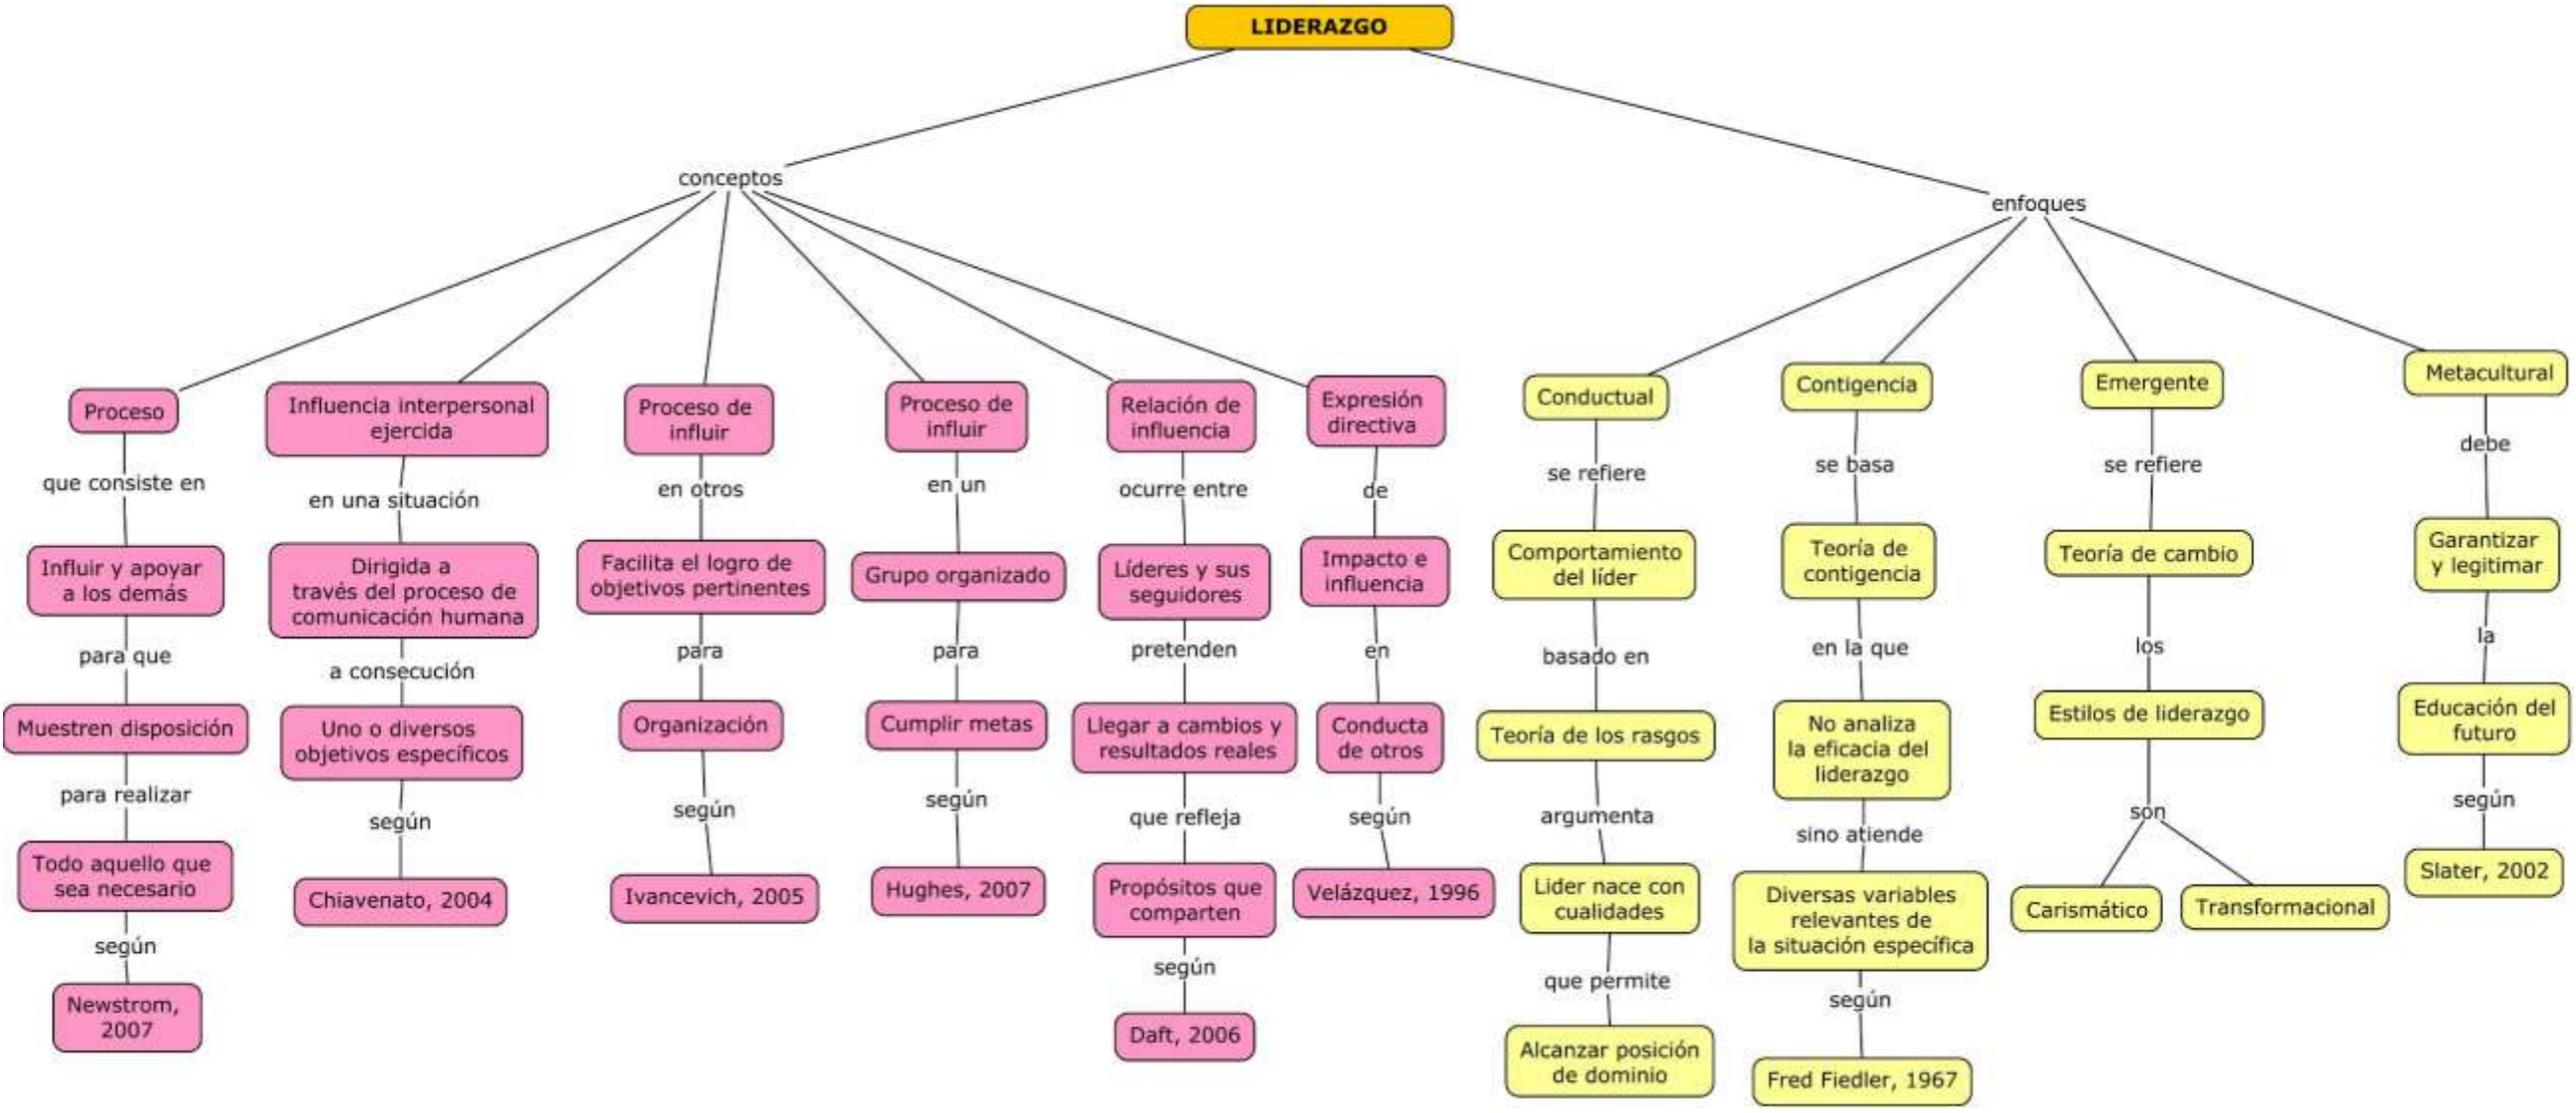 LIDERAZGO
conceptos
enfoques
Proceso
que consiste en
Influir y apoyar
a los demás
para que
Muestren disposición
para realizar
Todo aquello que
sea necesario
según
Newstrom,
2007
Influencia interpersonal
ejercida
en una situación
Dirigida a
través del proceso de
comunicación humana
a consecución
Uno o diversos
objetivos específicos
según
Chiavenato, 2004
Proceso de
influir
en otros
Facilita el logro de
objetivos pertinentes
para
Organización
según
Ivancevich, 2005
Proceso de
influir
en un
Grupo organizado
para
Cumplir metas
según
Hughes, 2007
Relación de
influencia
ocurre entre
Líderes y sus
seguidores
pretenden
Llegar a cambios y
resultados reales
que refleja
Propósitos que
comparten
según
Daft, 2006
Expresión
directiva
de
Impacto e
influencia
en
Conducta
de otros
según
Velázquez, 1996
Conductual
se refiere
Comportamiento
del líder
basado en
Teoría de los rasgos
argumenta
Lider nace con
cualidades
que permite
Alcanzar posición
de dominio
Contigencia
se basa
Teoría de
contigencia
en la que
No analiza
la eficacia del
liderazgo
sino atiende
Diversas variables
relevantes de
la situación específica
según
Fred Fiedler, 1967
Emergente
se refiere
Teoría de cambio
los
Estilos de liderazgo
son
Carismático
Transformacional
Metacultural
debe
Garantizar
y legitimar
la
Educación del
futuro
según
Slater, 2002